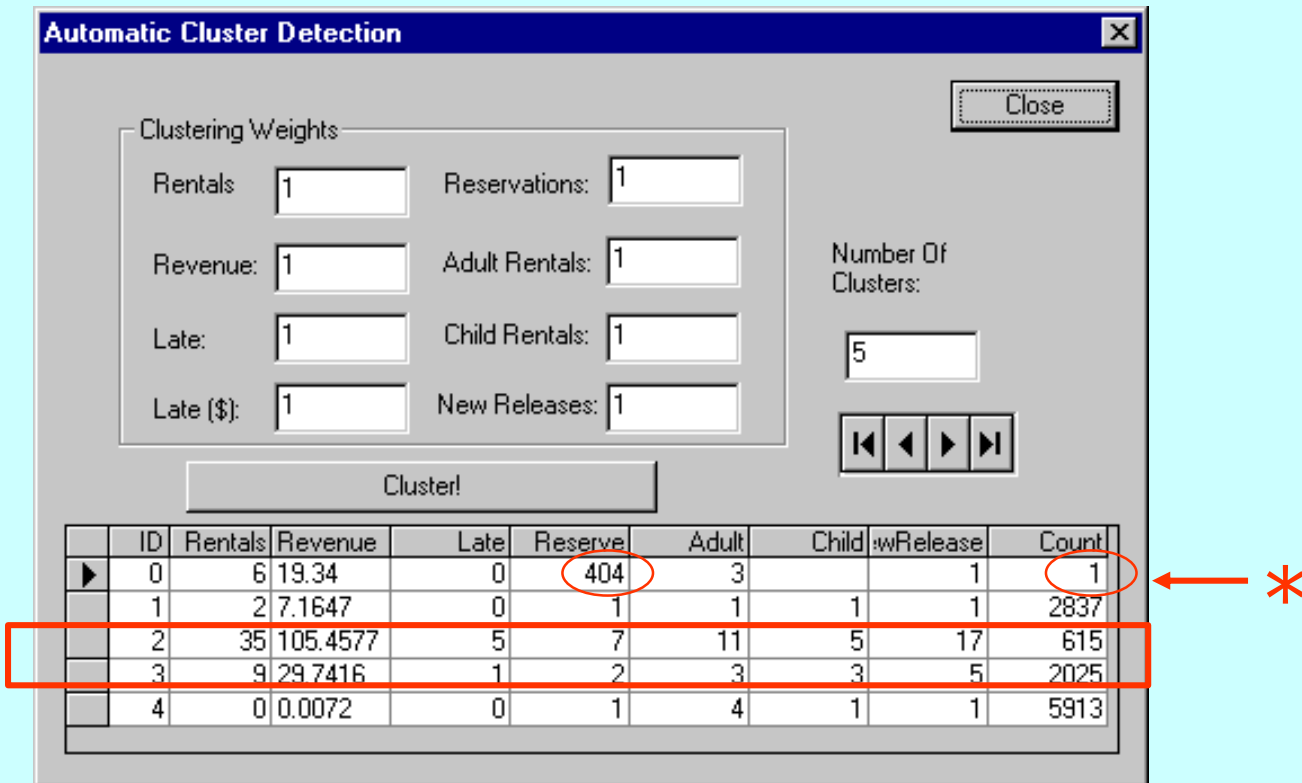 Automatic Cluster Detection
Close
Clustering Weights
Rentals 1 Reservations: 1
Revenue: 1 Adult Rentals: 1
Number Of
Clusters:
Late: 1 Child Rentals: 1
5
Late ($): 1 New Releases: 1
Cluster!
ID Rentals Revenue Late Reserve Adult Child wRelease Count
0 6 19.34 0 404 3 1 1
*
1 2 7.1647 0 1 1 1 1 2837
2 35 105.4577 5 7 11 5 17 615
3 9 29.7416 1 2 3 3 5 2025
4 0 0.0072 0 1 4 1 1 5913